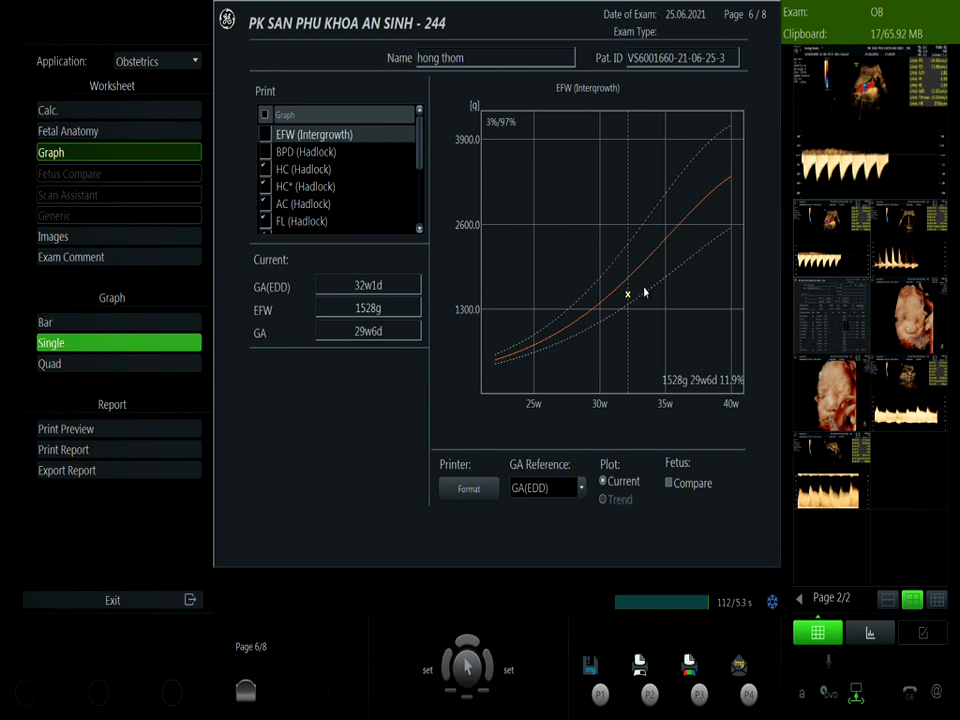 PK SAN PHU KHOA AN SINH - 244
Date of Exam: 25.06.2021 Page 6 / 8
Exam Type:
Name hong thom Pat. ID VS6001660-21-06-25-3
Exam: OB
Clipboard: 17/65.92 MB
Application: Obstetrics
Worksheet
Calc.
Fetal Anatomy
Graph
Fetus Compare
Scan Assistant
Generic
Images
Exam Comment
Graph
Bar
Single
Quad
Report
Print Preview
Print Report
Export Report
Exit
Print
Graph
EFW (Intergrowth)
BPD (Hadlock)
HC (Hadlock)
HC* (Hadlock)
AC (Hadlock)
FL (Hadlock)
Current:
GA(EDD) 32w1d
EFW 1528g
GA 29w6d
EFW (Intergrowth)
[g]
3%/97%
3900.0
2600.0
1300.0
1528g 29w6d 11.9%
25w 30w 35w 40w
Printer: GA Reference: Plot: Fetus:
Format GA(EDD) Current Compare
Trend
112/5.3 s
Page 2/2
Page 6/8
set set
P1 P2 P3 P4
Img
a DVD @